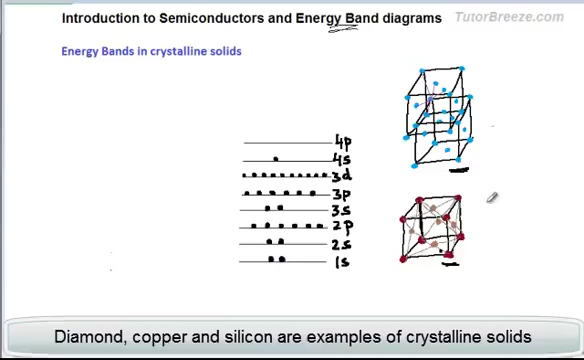 Introduction to Semiconductors and Energy Band diagrams
TutorBreeze.com
Energy Bands in crystalline solids
4p
4s
3d
3p
3s
2p
2s
1s
Diamond, copper and silicon are examples of crystalline solids